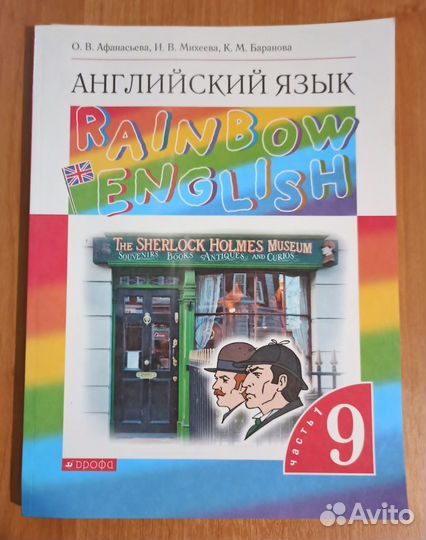 О. В. Афанасьева, И. В. Михеева, К. М. Баранова
АНГЛИЙСКИЙ ЯЗЫК
RAINBOW
ENGLISH
THE SHERLOCK HOLMES MUSEUM
SOUVENIRS BOOKS ANTIQUES AND CURIOS
часть 1
9
дрофа
Avito